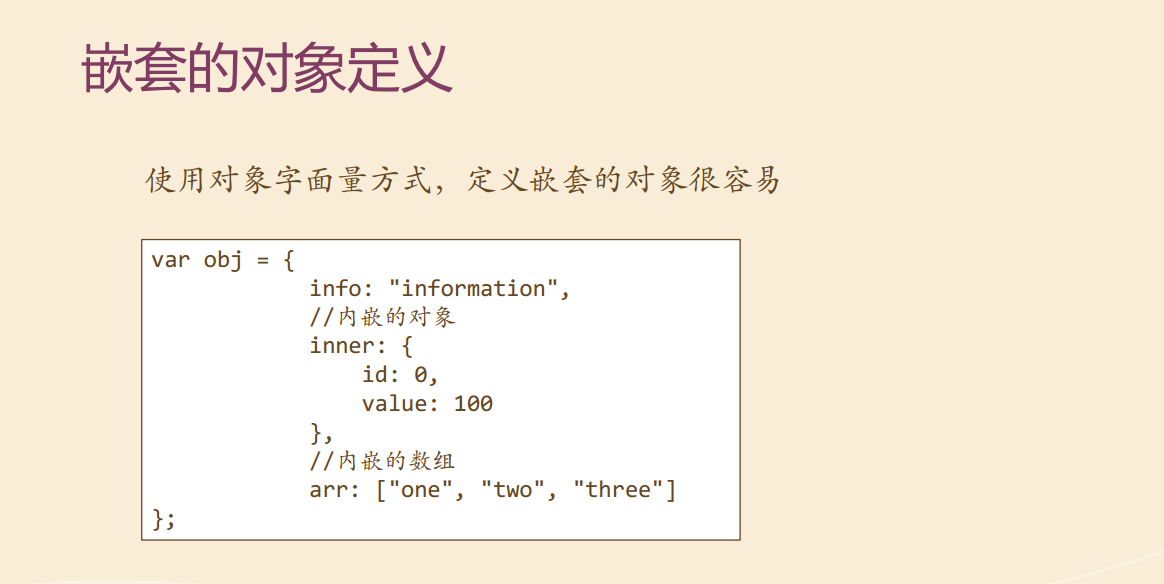 嵌套的对象定义
使用对象字面量方式，定义嵌套的对象很容易
var obj = {
            info: "information",
            //内嵌的对象
            inner: {
                id: 0,
                value: 100
            },
            //内嵌的数组
            arr: ["one", "two", "three"]
};